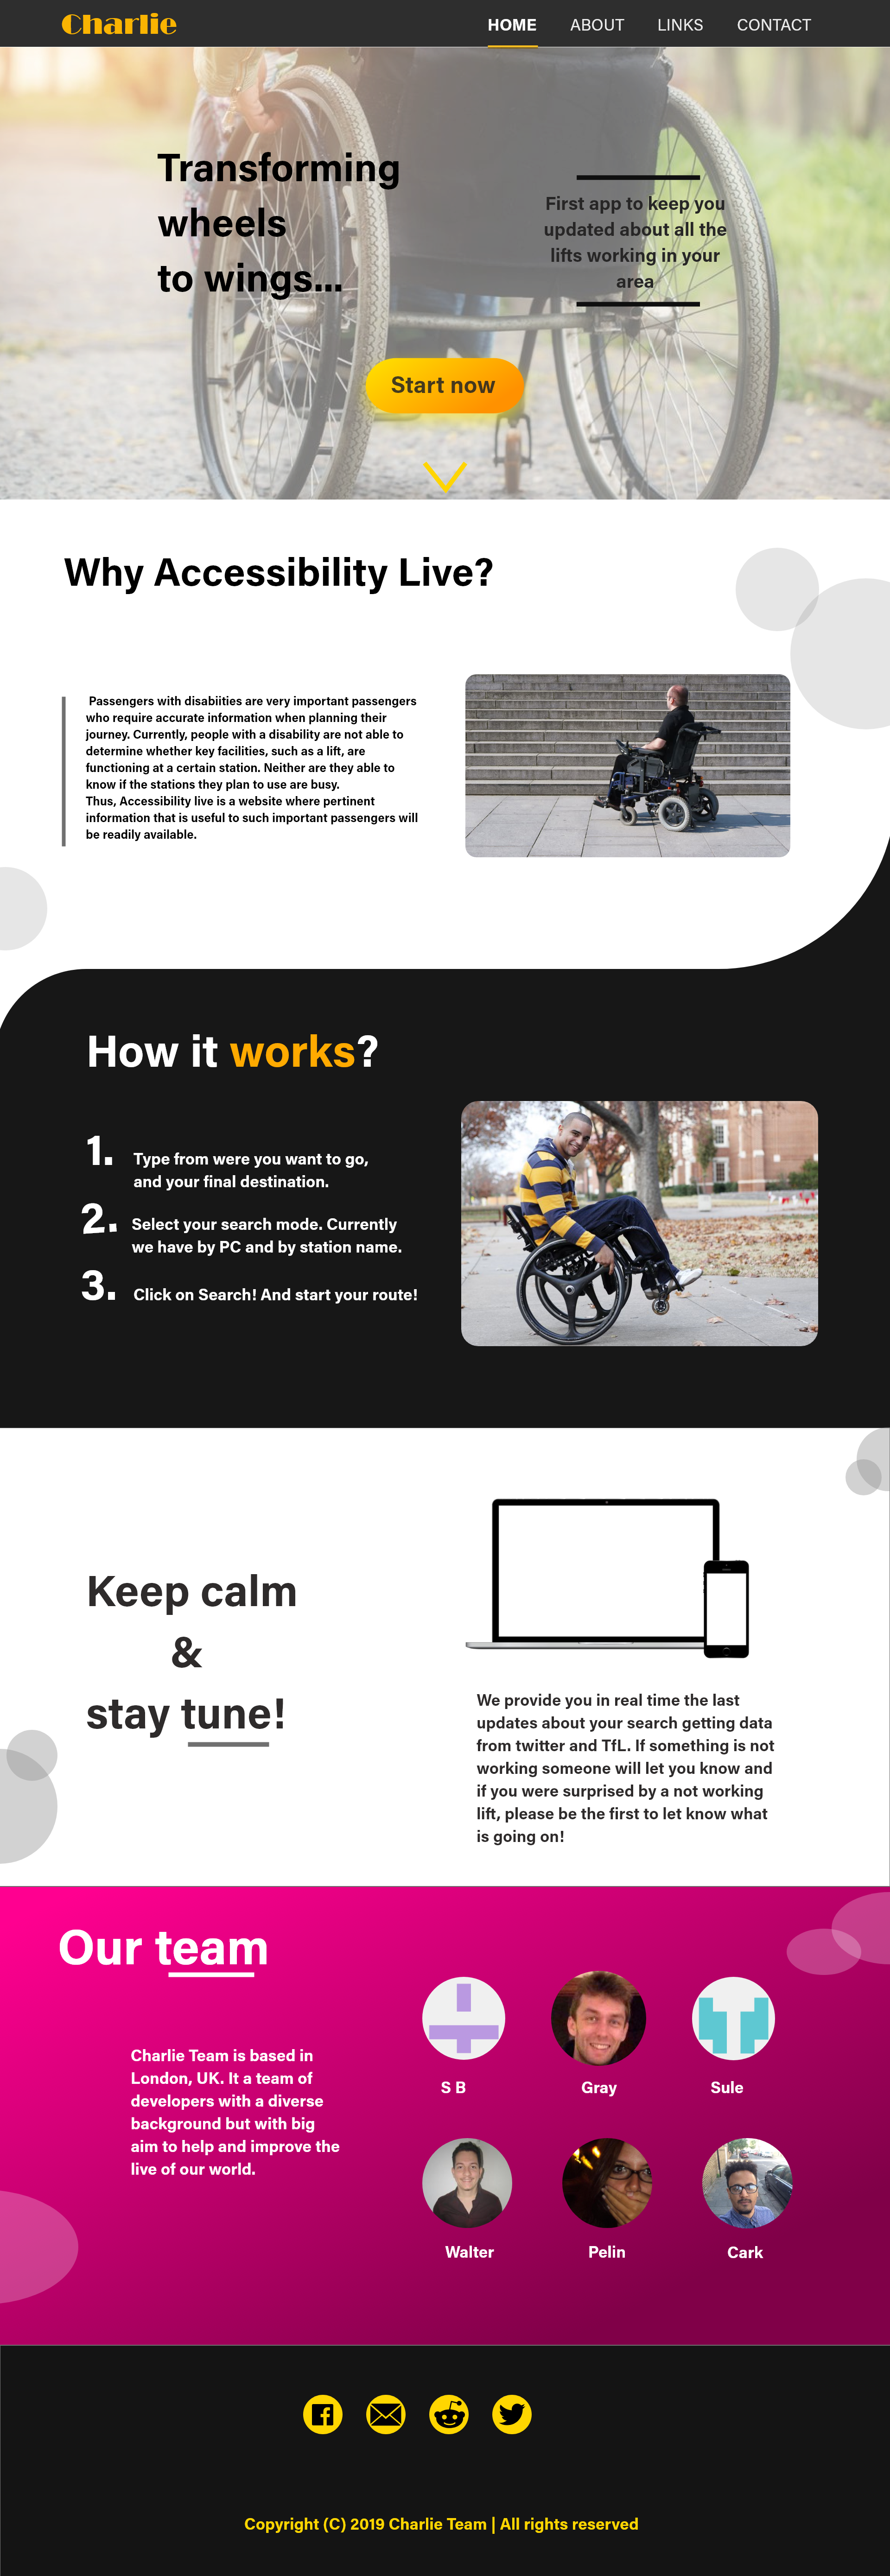 Charlie
HOME ABOUT LINKS CONTACT
Transforming
wheels
to wings...
First app to keep you
updated about all the
lifts working in your
area
Start now
Why Accessibility Live?
Passengers with disabiities are very important passengers
who require accurate information when planning their
journey. Currently, people with a disability are not able to
determine whether key facilities, such as a lift, are
functioning at a certain station. Neither are they able to
know if the stations they plan to use are busy.
Thus, Accessibility live is a website where pertinent
information that is useful to such important passengers will
be readily available.
How it works?
1. Type from were you want to go,
and your final destination.
2. Select your search mode. Currently
we have by PC and by station name.
3. Click on Search! And start your route!
Keep calm
&
stay tune!
We provide you in real time the last
updates about your search getting data
from twitter and TfL. If something is not
working someone will let you know and
if you were surprised by a not working
lift, please be the first to let know what
is going on!
Our team
Charlie Team is based in
London, UK. It a team of
developers with a diverse
background but with big
aim to help and improve the
live of our world.
S B
Gray
Sule
Walter
Pelin
Cark
Copyright (C) 2019 Charlie Team | All rights reserved